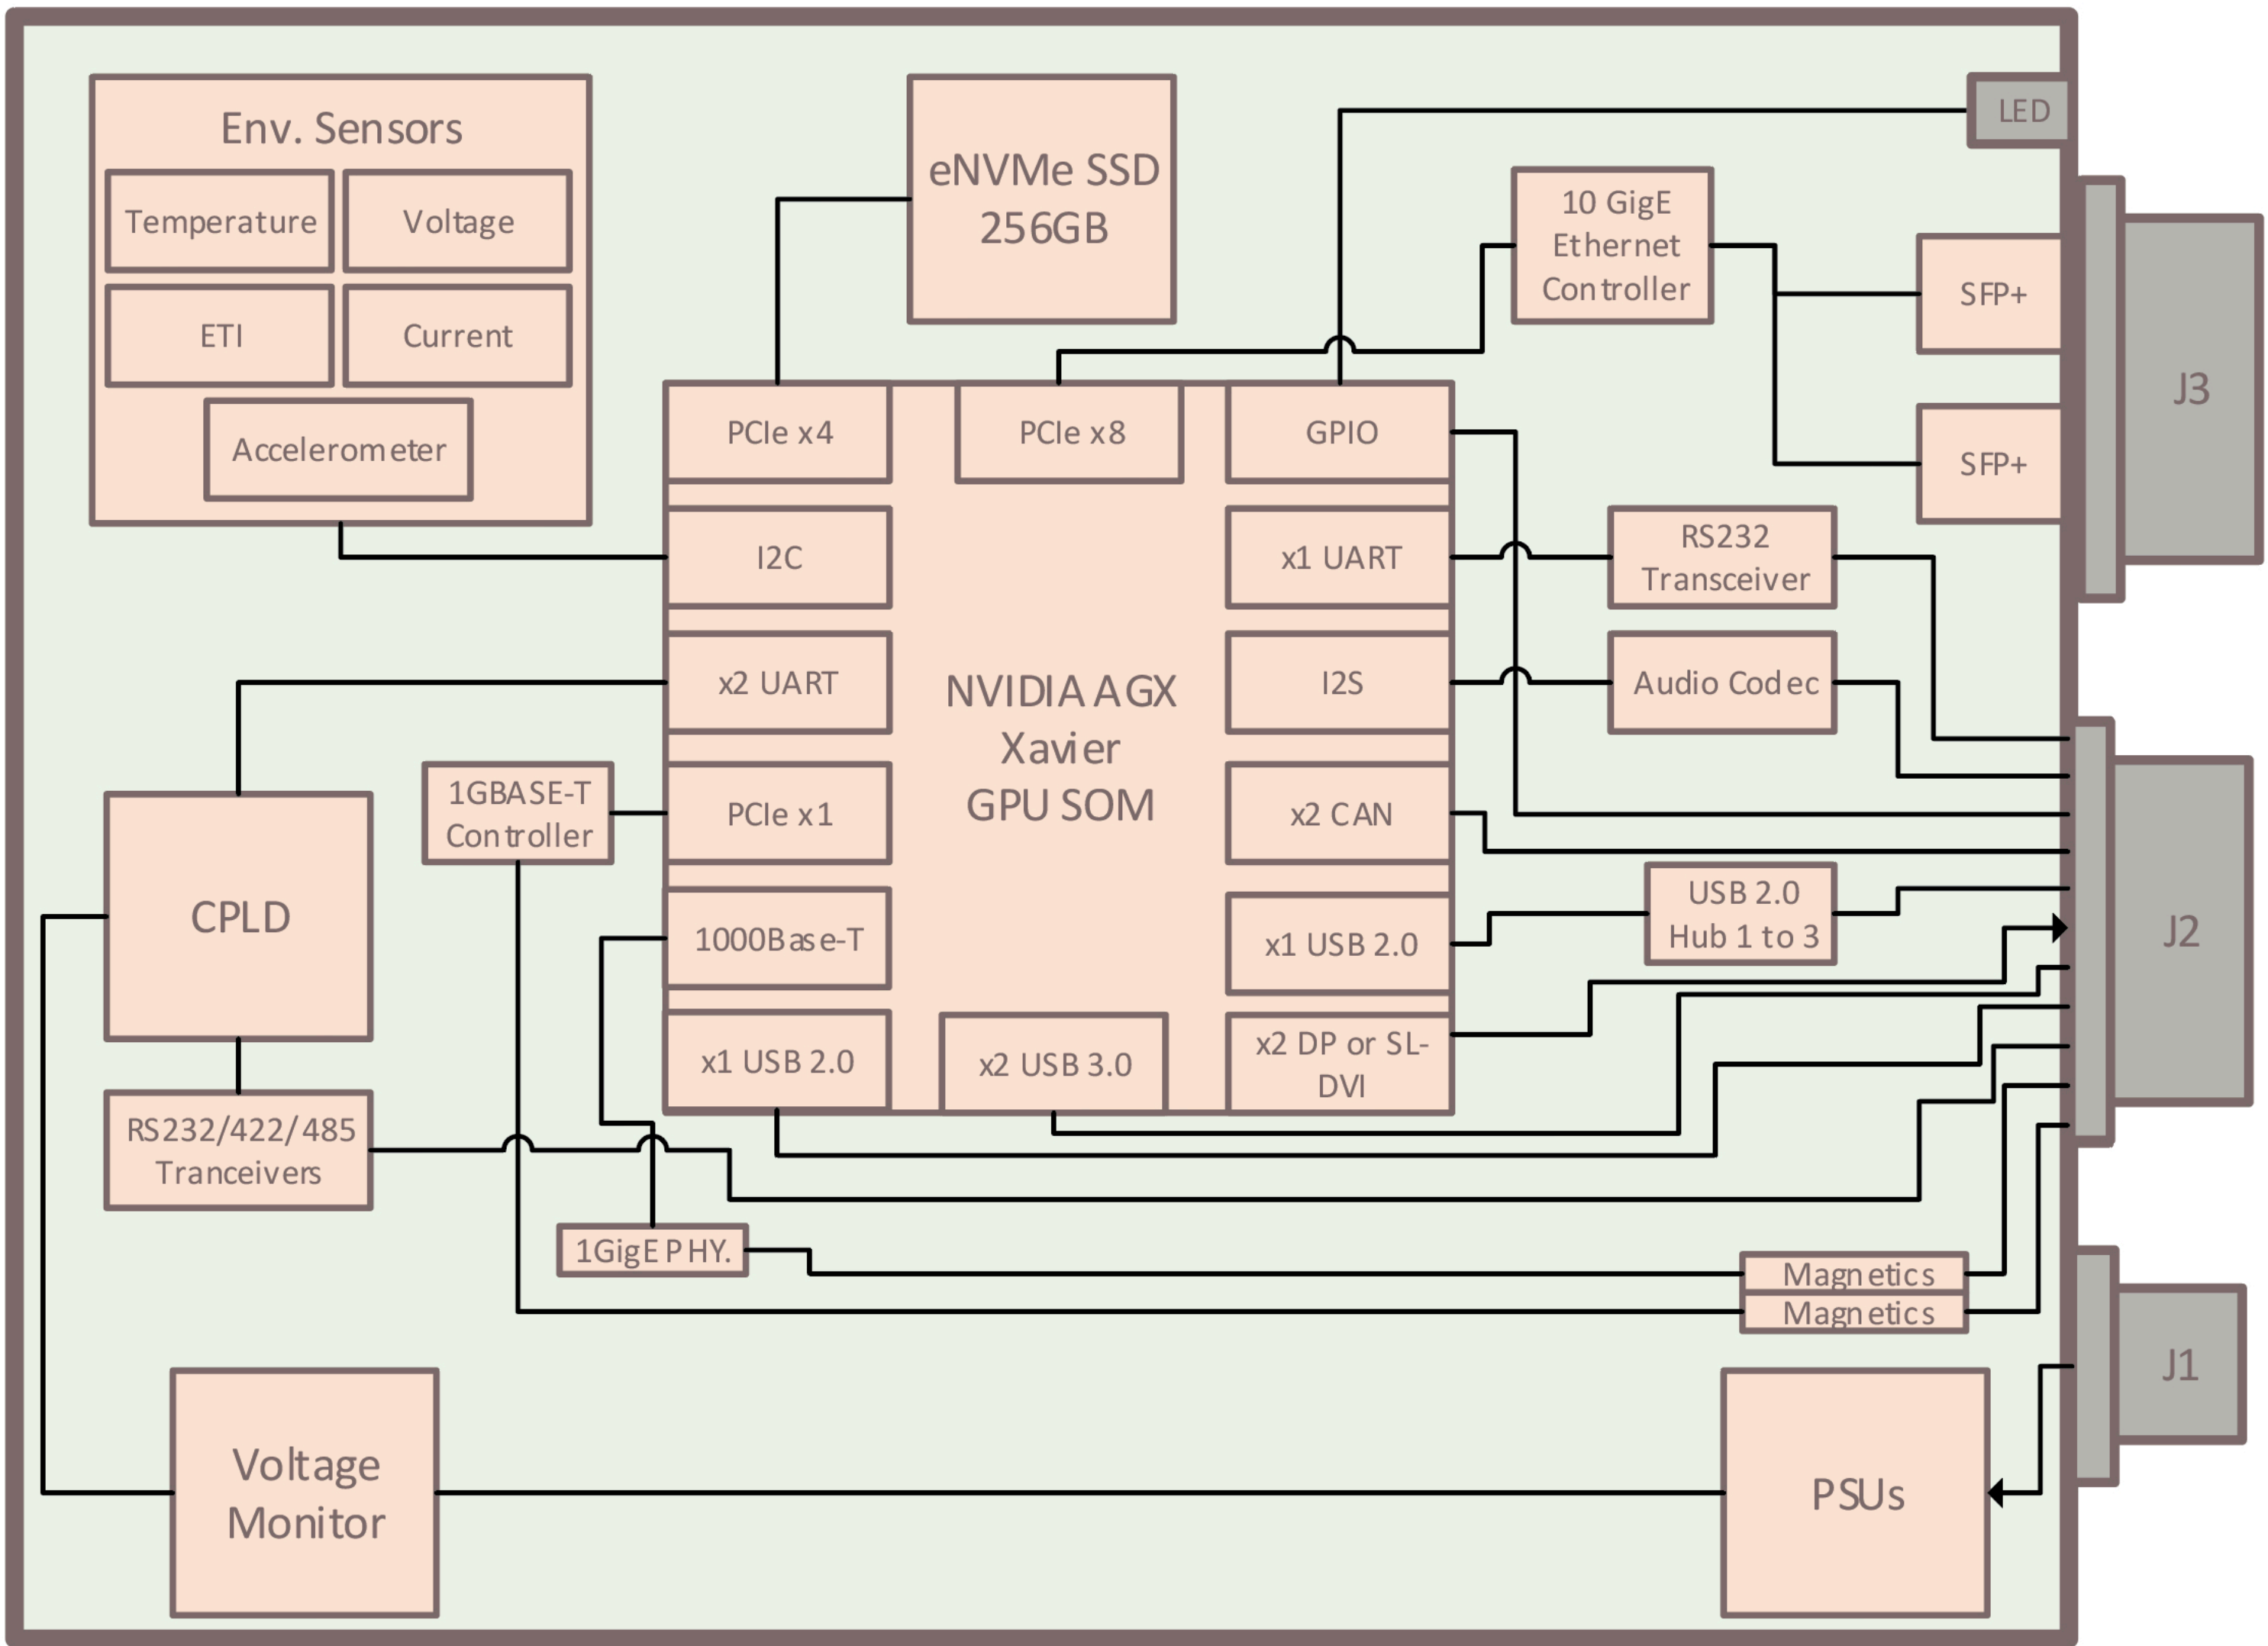 Env. Sensors
Temperature
Voltage
ETI
Current
Accelerometer
eNVMe SSD
256GB
LED
10 GigE
Ethernet
Controller
SFP+
SFP+
J3
PCIe x4
PCIe x8
GPIO
I2C
x1 UART
RS232
Transceiver
x2 UART
NVIDIA AGX
Xavier
GPU SOM
I2S
Audio Codec
1GBASE-T
Controller
PCIe x1
x2 CAN
CPLD
1000Base-T
x1 USB 2.0
USB 2.0
Hub 1 to 3
J2
x1 USB 2.0
x2 USB 3.0
x2 DP or SL-
DVI
RS232/422/485
Tranceivers
1GigE PHY.
Magnetics
Magnetics
J1
Voltage
Monitor
PSUs